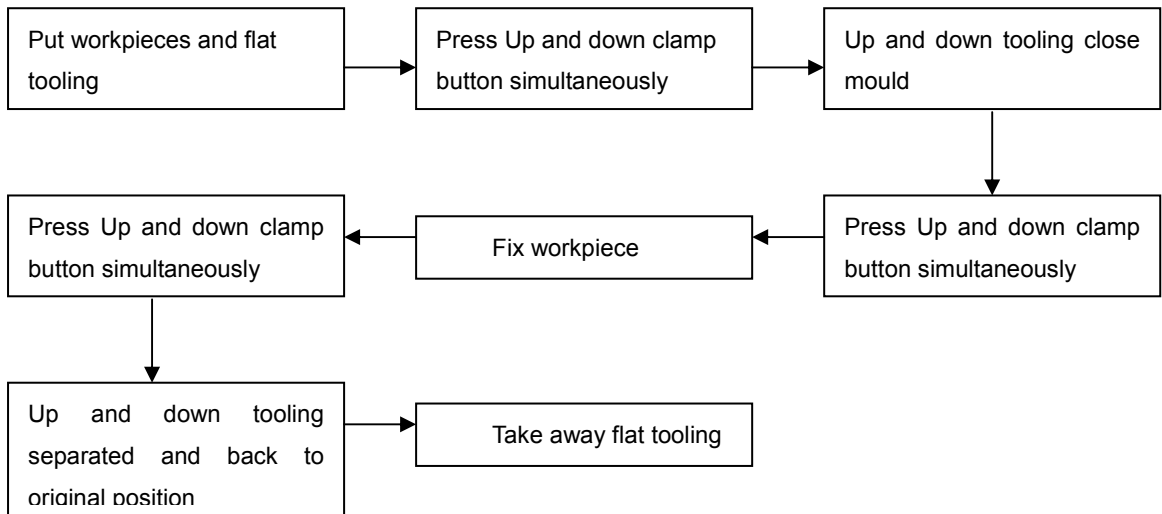 Put workpieces and flat
tooling
Press Up and down clamp
button simultaneously
Up and down tooling close
mould
Press Up and down clamp
button simultaneously
Fix workpiece
Press Up and down clamp
button simultaneously
Up and down tooling
separated and back to
original position
Take away flat tooling